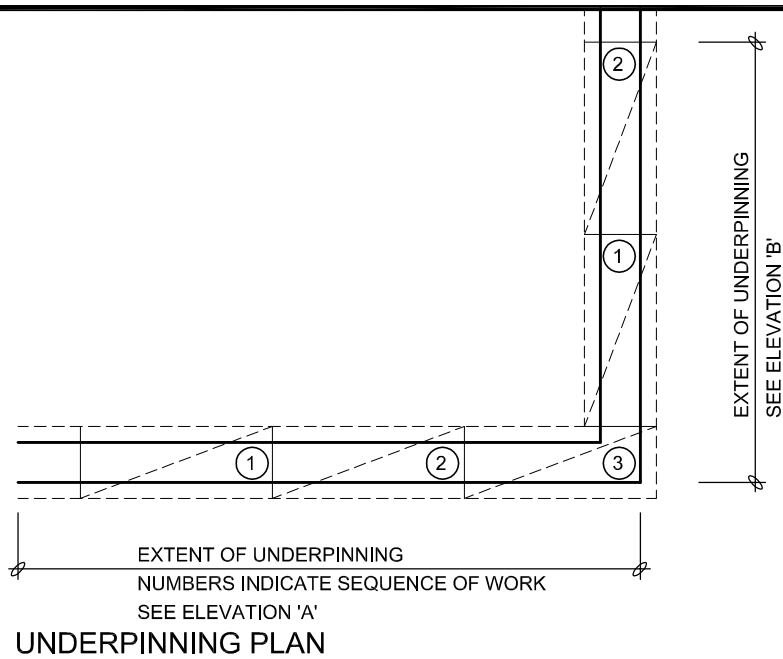 2
1
EXTENT OF UNDERPINNING
SEE ELEVATION 'B'
1
2
3
EXTENT OF UNDERPINNING
NUMBERS INDICATE SEQUENCE OF WORK
SEE ELEVATION 'A'
UNDERPINNING PLAN